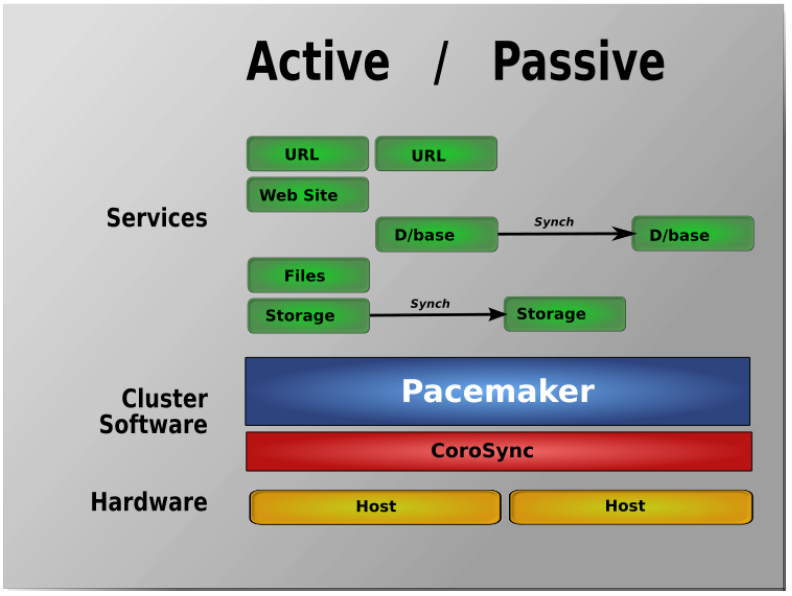 Active / Passive
URL URL
Web Site
Services
D/base Synch D/base
Files
Storage Synch Storage
Cluster
Software
Pacemaker
CoroSync
Hardware
Host Host